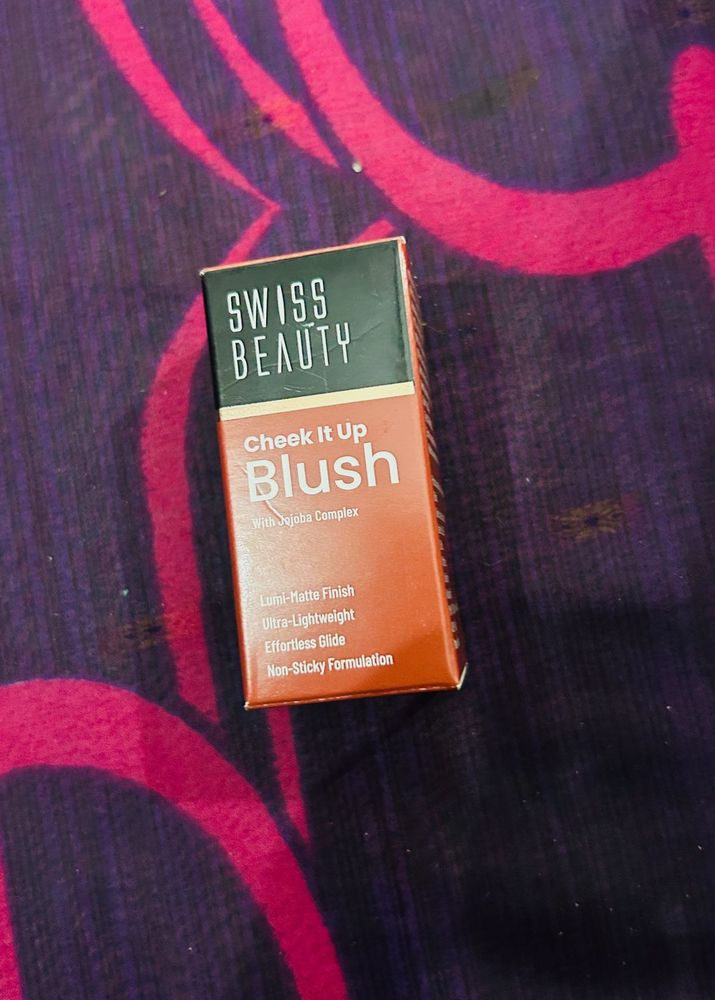 SWISS
BEAUTY
Cheek It Up
Blush
With Jojoba Complex
Lumi-Matte Finish
Ultra-Lightweight
Effortless Glide
Non-Sticky Formulation